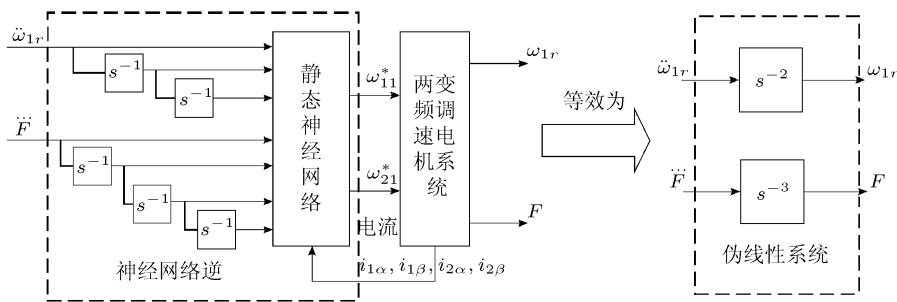 ω̈₁ᵣ
s⁻¹
s⁻¹
F⃛
s⁻¹
s⁻¹
s⁻¹
静态神经网络
神经网络逆
ω*₁₁
ω*₂₁
电流
两变频调速电机系统
i₁α, i₁β, i₂α, i₂β
ω₁ᵣ
F
等效为
ω̈₁ᵣ
s⁻²
ω₁ᵣ
F⃛
s⁻³
F
伪线性系统